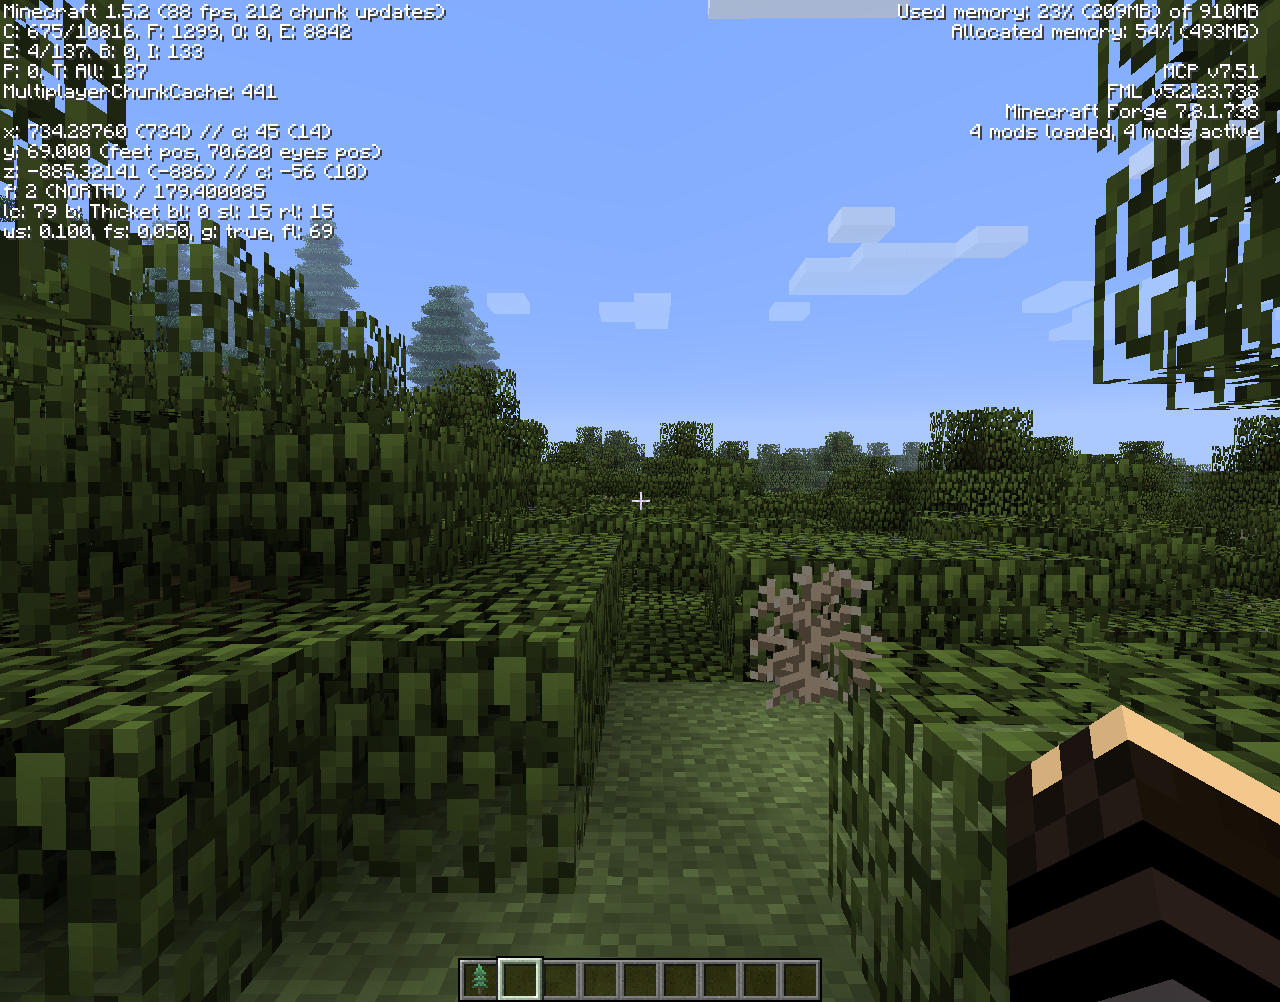 Minecraft 1.5.2 (88 fps, 212 chunk updates)
C: 675/10816. F: 1299, O: 0, E: 8842
E: 4/137. B: 0, I: 133
P: 0. T: All: 137
MultiplayerChunkCache: 441
x: 734.28760 (734) // c: 45 (14)
y: 69.000 (feet pos, 70.620 eyes pos)
z: -885.32141 (-886) // c: -56 (10)
f: 2 (NORTH) / 179.400085
lc: 79 b: Thicket bl: 0 sl: 15 rl: 15
ws: 0.100, fs: 0.050, g: true, fl: 69
Used memory: 23% (209MB) of 910MB
Allocated memory: 54% (493MB)
MCP v7.51
FML v5.2.23.738
Minecraft Forge 7.8.1.738
4 mods loaded, 4 mods active